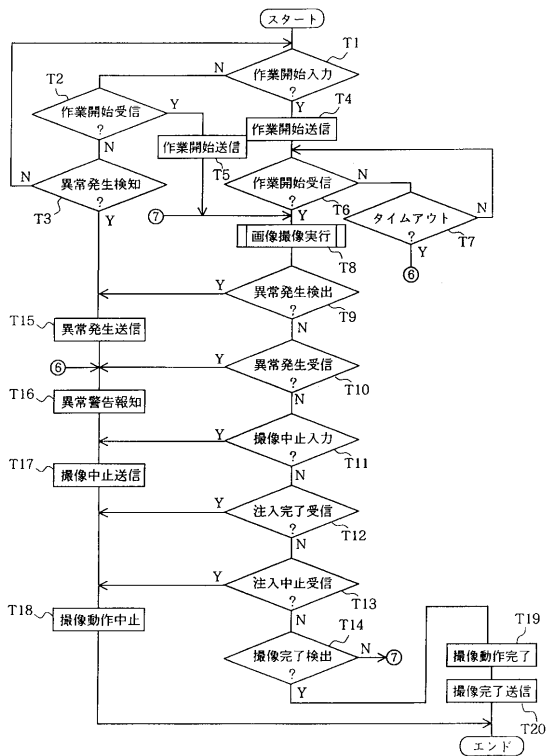 スタート
T1
作業開始入力
?
N
Y
T2
作業開始受信
?
Y
N
T4
作業開始送信
作業開始送信
T5
N
異常発生検知
?
T3
Y
作業開始受信
?
N
T6
Y
タイムアウト
?
N
T7
Y
⑥
⑦
画像撮像実行
T8
Y
異常発生検出
?
T9
N
T15
異常発生送信
⑥
Y
異常発生受信
?
T10
N
T16
異常警告報知
Y
撮像中止入力
?
T11
N
T17
撮像中止送信
Y
注入完了受信
?
T12
N
Y
注入中止受信
?
T13
N
T18
撮像動作中止
T14
撮像完了検出
?
N
⑦
Y
T19
撮像動作完了
撮像完了送信
T20
エンド